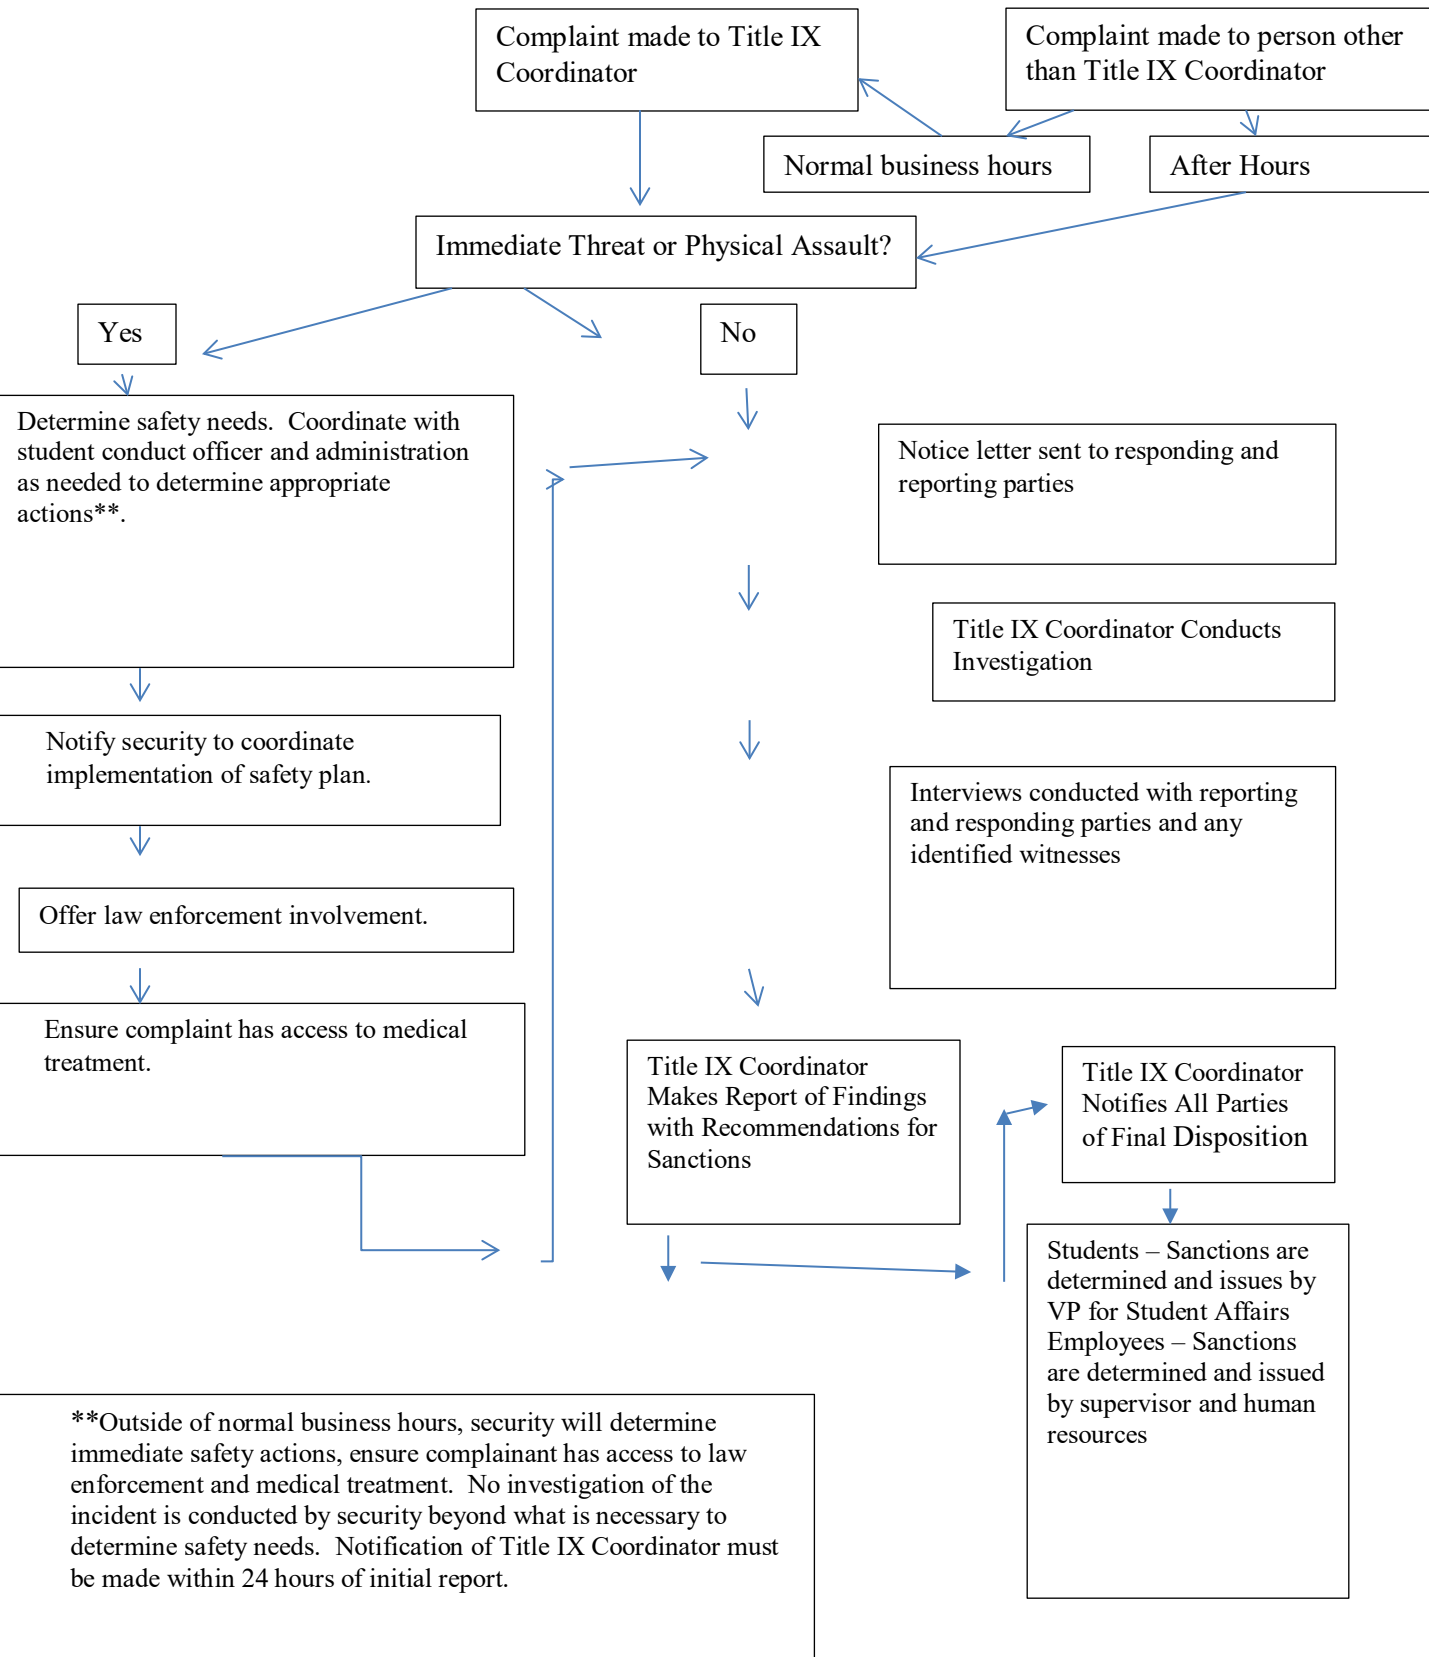 Complaint made to Title IX
Coordinator
Complaint made to person other
than Title IX Coordinator
Normal business hours
After Hours
Immediate Threat or Physical Assault?
Yes
No
Determine safety needs.  Coordinate with
student conduct officer and administration
as needed to determine appropriate
actions**.
Notice letter sent to responding and
reporting parties
Title IX Coordinator Conducts
Investigation
Notify security to coordinate
implementation of safety plan.
Interviews conducted with reporting
and responding parties and any
identified witnesses
Offer law enforcement involvement.
Ensure complaint has access to medical
treatment.
Title IX Coordinator
Makes Report of Findings
with Recommendations for
Sanctions
Title IX Coordinator
Notifies All Parties
of Final Disposition
Students – Sanctions are
determined and issues by
VP for Student Affairs
Employees – Sanctions
are determined and issued
by supervisor and human
resources
**Outside of normal business hours, security will determine
immediate safety actions, ensure complainant has access to law
enforcement and medical treatment.  No investigation of the
incident is conducted by security beyond what is necessary to
determine safety needs.  Notification of Title IX Coordinator must
be made within 24 hours of initial report.